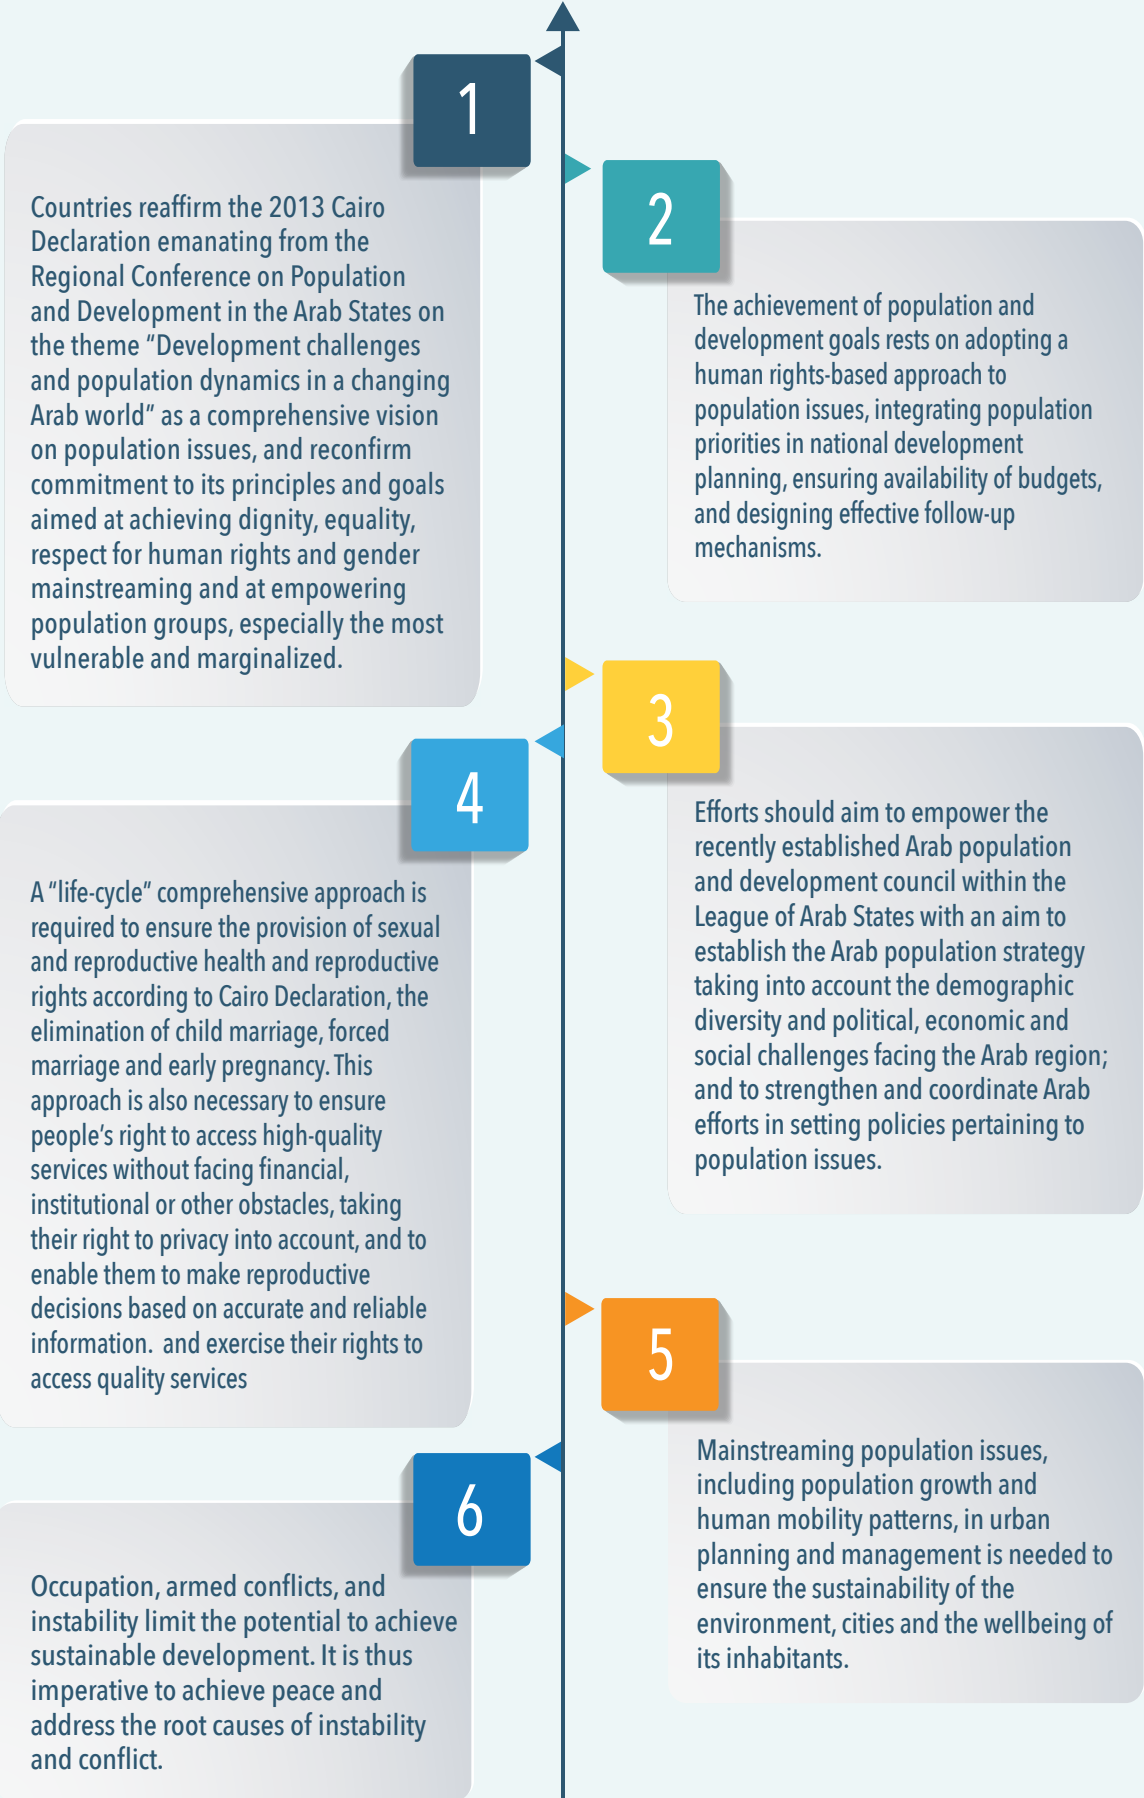 1
Countries reaffirm the 2013 Cairo
Declaration emanating from the
Regional Conference on Population
and Development in the Arab States on
the theme “Development challenges
and population dynamics in a changing
Arab world” as a comprehensive vision
on population issues, and reconfirm
commitment to its principles and goals
aimed at achieving dignity, equality,
respect for human rights and gender
mainstreaming and at empowering
population groups, especially the most
vulnerable and marginalized.
2
The achievement of population and
development goals rests on adopting a
human rights-based approach to
population issues, integrating population
priorities in national development
planning, ensuring availability of budgets,
and designing effective follow-up
mechanisms.
3
Efforts should aim to empower the
recently established Arab population
and development council within the
League of Arab States with an aim to
establish the Arab population strategy
taking into account the demographic
diversity and political, economic and
social challenges facing the Arab region;
and to strengthen and coordinate Arab
efforts in setting policies pertaining to
population issues.
4
A “life-cycle” comprehensive approach is
required to ensure the provision of sexual
and reproductive health and reproductive
rights according to Cairo Declaration, the
elimination of child marriage, forced
marriage and early pregnancy. This
approach is also necessary to ensure
people’s right to access high-quality
services without facing financial,
institutional or other obstacles, taking
their right to privacy into account, and to
enable them to make reproductive
decisions based on accurate and reliable
information.  and exercise their rights to
access quality services
5
Mainstreaming population issues,
including population growth and
human mobility patterns, in urban
planning and management is needed to
ensure the sustainability of the
environment, cities and the wellbeing of
its inhabitants.
6
Occupation, armed conflicts, and
instability limit the potential to achieve
sustainable development. It is thus
imperative to achieve peace and
address the root causes of instability
and conflict.